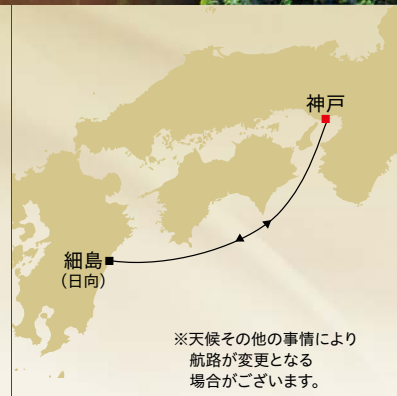 神戸
細島
（日向）
※天候その他の事情により
航路が変更となる
場合がございます。